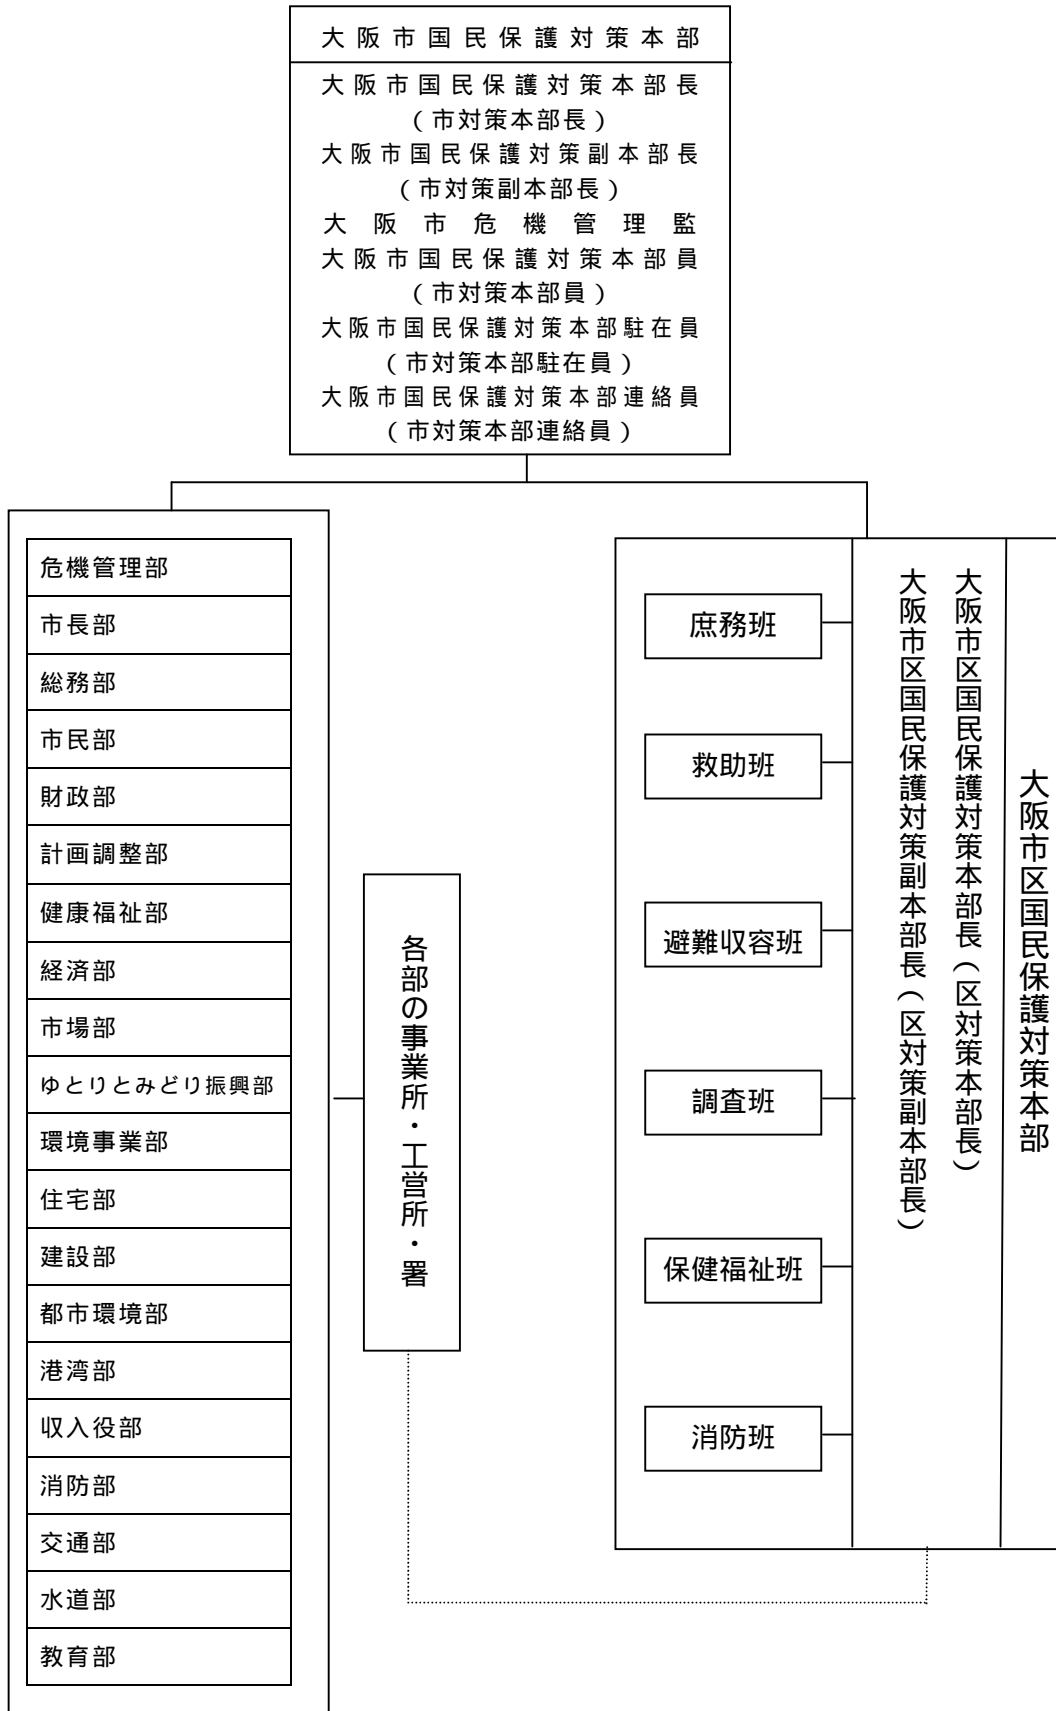 大阪市国民保護対策本部
大阪市国民保護対策本部長
(市対策本部長)
大阪市国民保護対策副本部長
(市対策副本部長)
大阪市危機管理監
大阪市国民保護対策本部員
(市対策本部員)
大阪市国民保護対策本部駐在員
(市対策本部駐在員)
大阪市国民保護対策本部連絡員
(市対策本部連絡員)
危機管理部
市長部
総務部
市民部
財政部
計画調整部
健康福祉部
経済部
市場部
ゆとりとみどり振興部
環境事業部
住宅部
建設部
都市環境部
港湾部
収入役部
消防部
交通部
水道部
教育部
各部の事業所・工営所・署
大阪市区国民保護対策本部
大阪市区国民保護対策本部長(区対策本部長)
大阪市区国民保護対策副本部長(区対策副本部長)
庶務班
救助班
避難収容班
調査班
保健福祉班
消防班